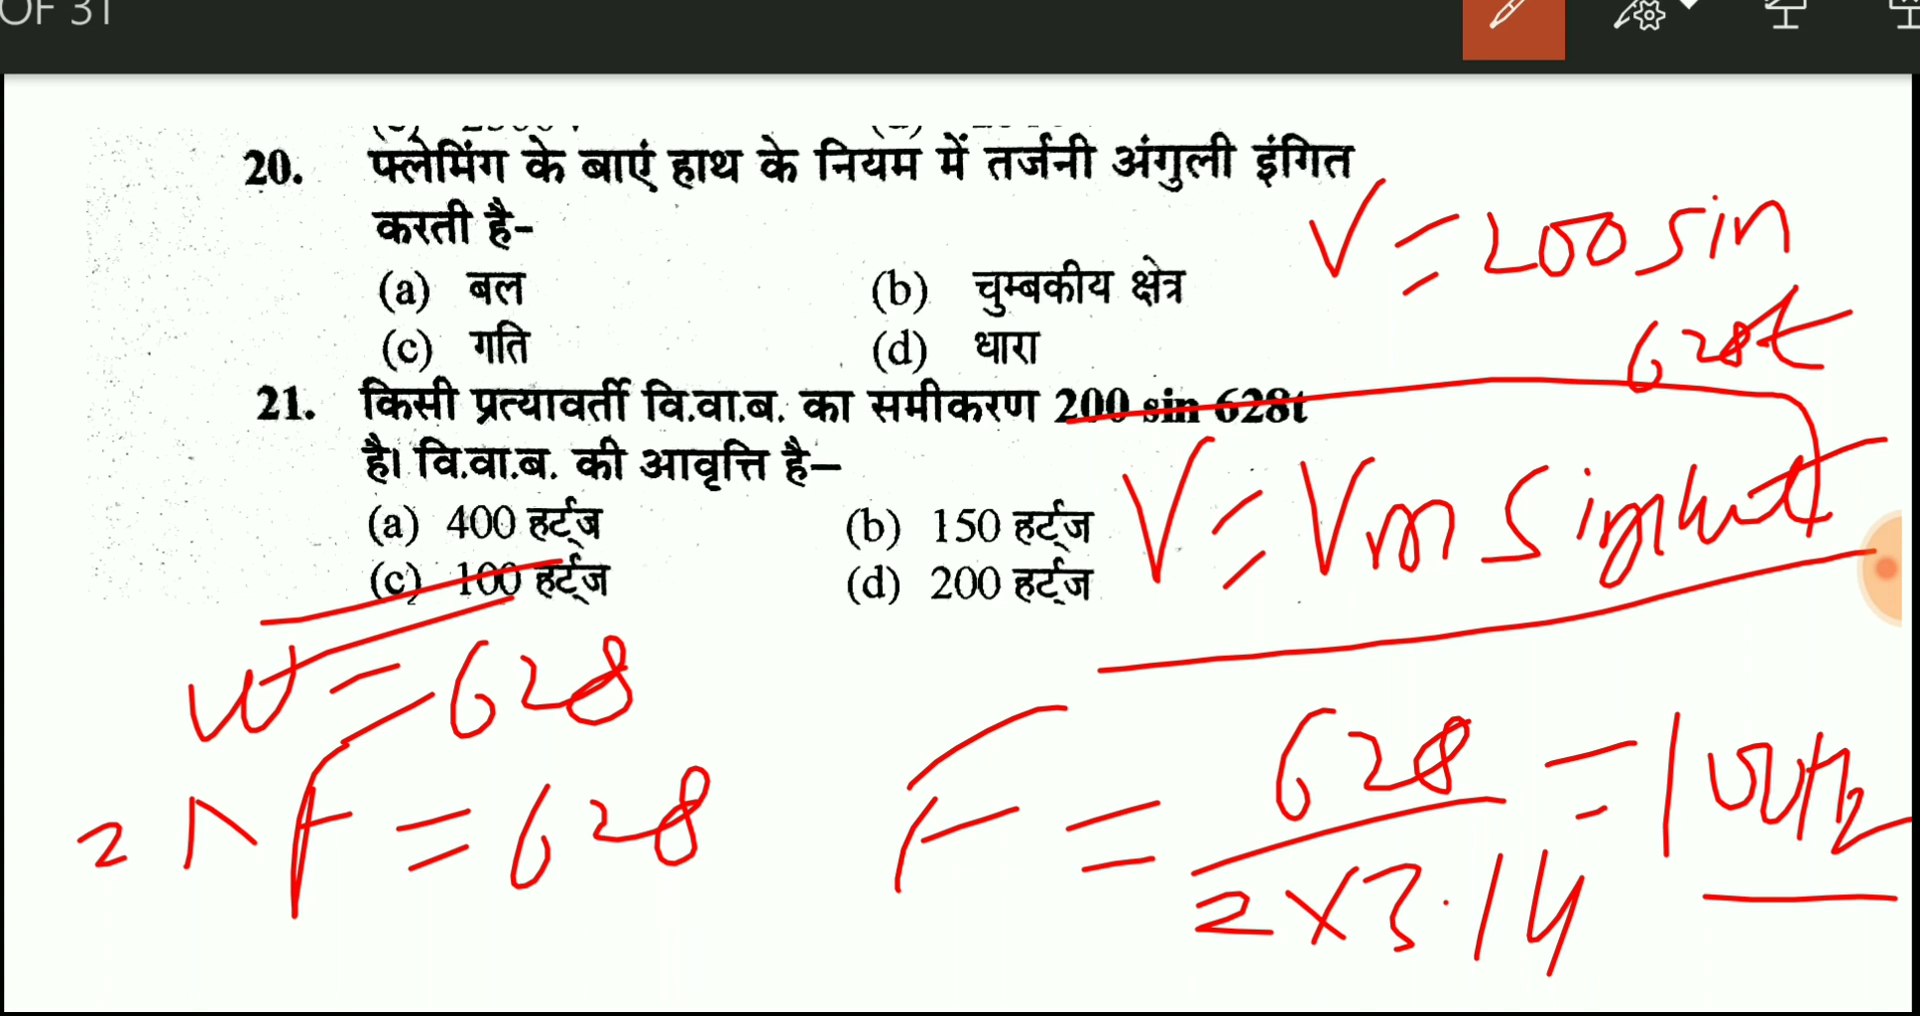 OF 31
20. फ्लेमिंग के बाएं हाथ के नियम में तर्जनी अंगुली इंगित
करती है-
(a) बल (b) चुम्बकीय क्षेत्र
(c) गति (d) धारा
21. किसी प्रत्यावर्ती वि.वा.ब. का समीकरण 200 sin 628t
है। वि.वा.ब. की आवृत्ति है–
(a) 400 हर्ट्ज (b) 150 हर्ट्ज
(c) 100 हर्ट्ज (d) 200 हर्ट्ज
V = 200 sin
628t
V = Vm Sin wt
w = 628
2 π F = 628
F = 628 / 2×3.14 = 100Hz